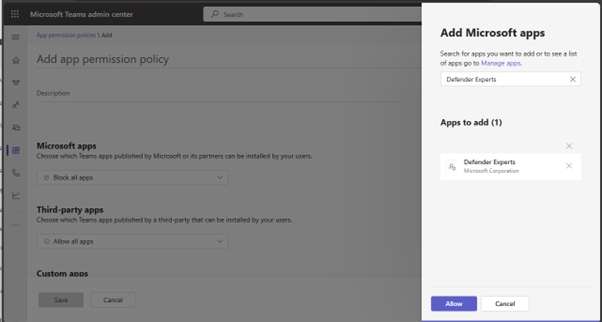 Microsoft Teams admin center
Search
App permission policies \ Add
Add app permission policy
Description
Microsoft apps
Choose which Teams apps published by Microsoft or its partners can be installed by your users.
Block all apps
Third-party apps
Choose which Teams apps published by a third-party that can be installed by your users.
Allow all apps
Custom apps
Save
Cancel
Add Microsoft apps
Search for apps you want to add or to see a list
of apps go to Manage apps.
Defender Experts
Apps to add (1)
Defender Experts
Microsoft Corporation
Allow
Cancel